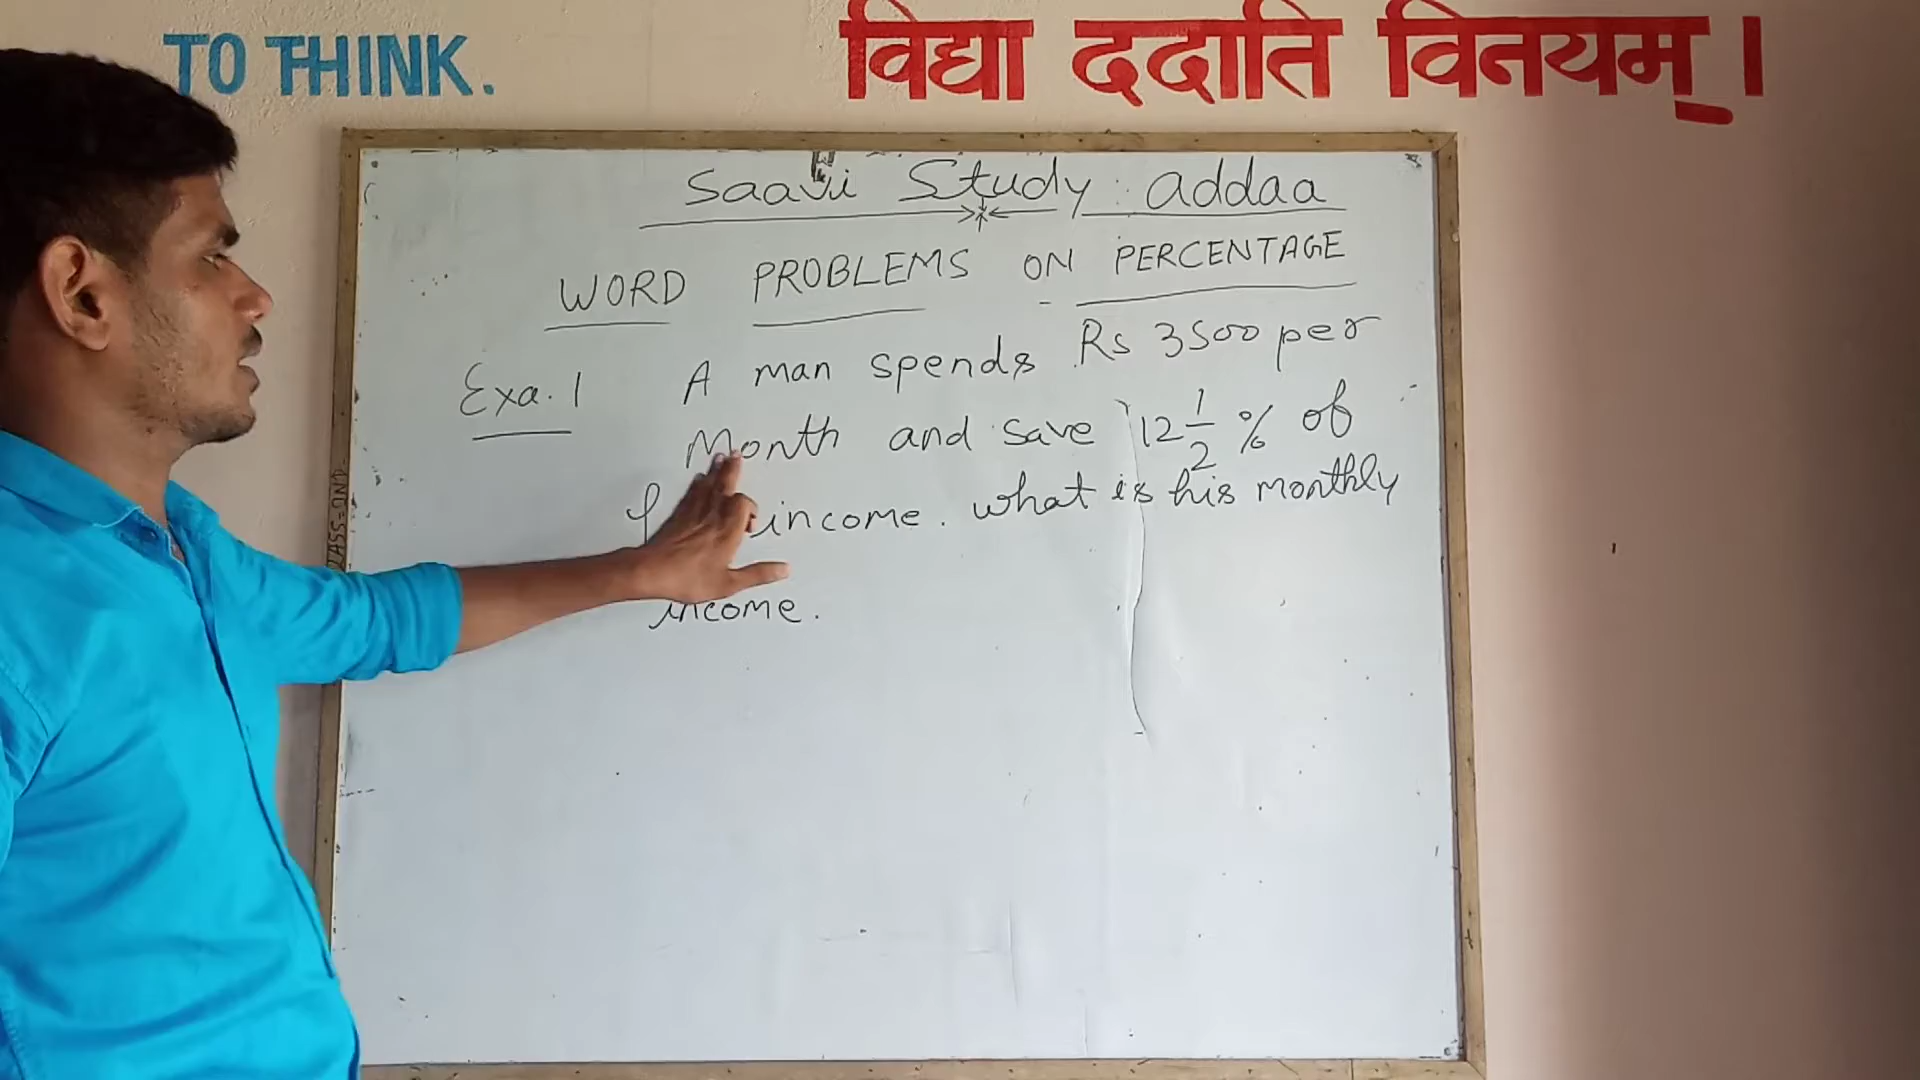 TO THINK.
विद्या ददाति विनयम् ।
Saavi Study addaa
WORD PROBLEMS ON PERCENTAGE
Exa. 1 A man spends Rs 3500 per
Month and save 12 1/2 % of
income. what is his monthly
income.